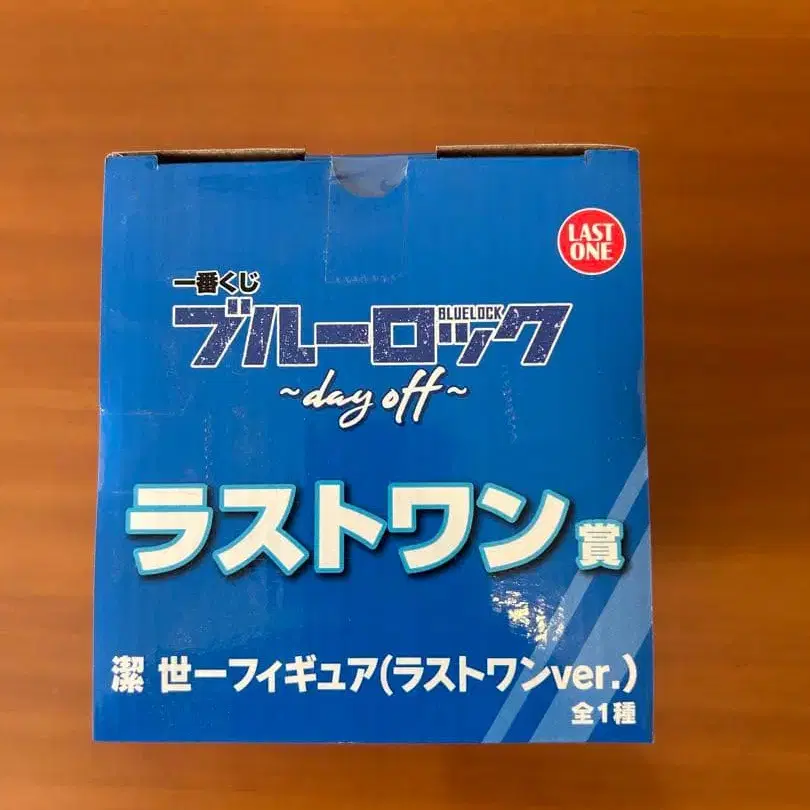 LAST
ONE
一番くじ
BLUELOCK
ブルーロック
~day off~
ラストワン賞
潔 世一フィギュア(ラストワンver.)
全1種